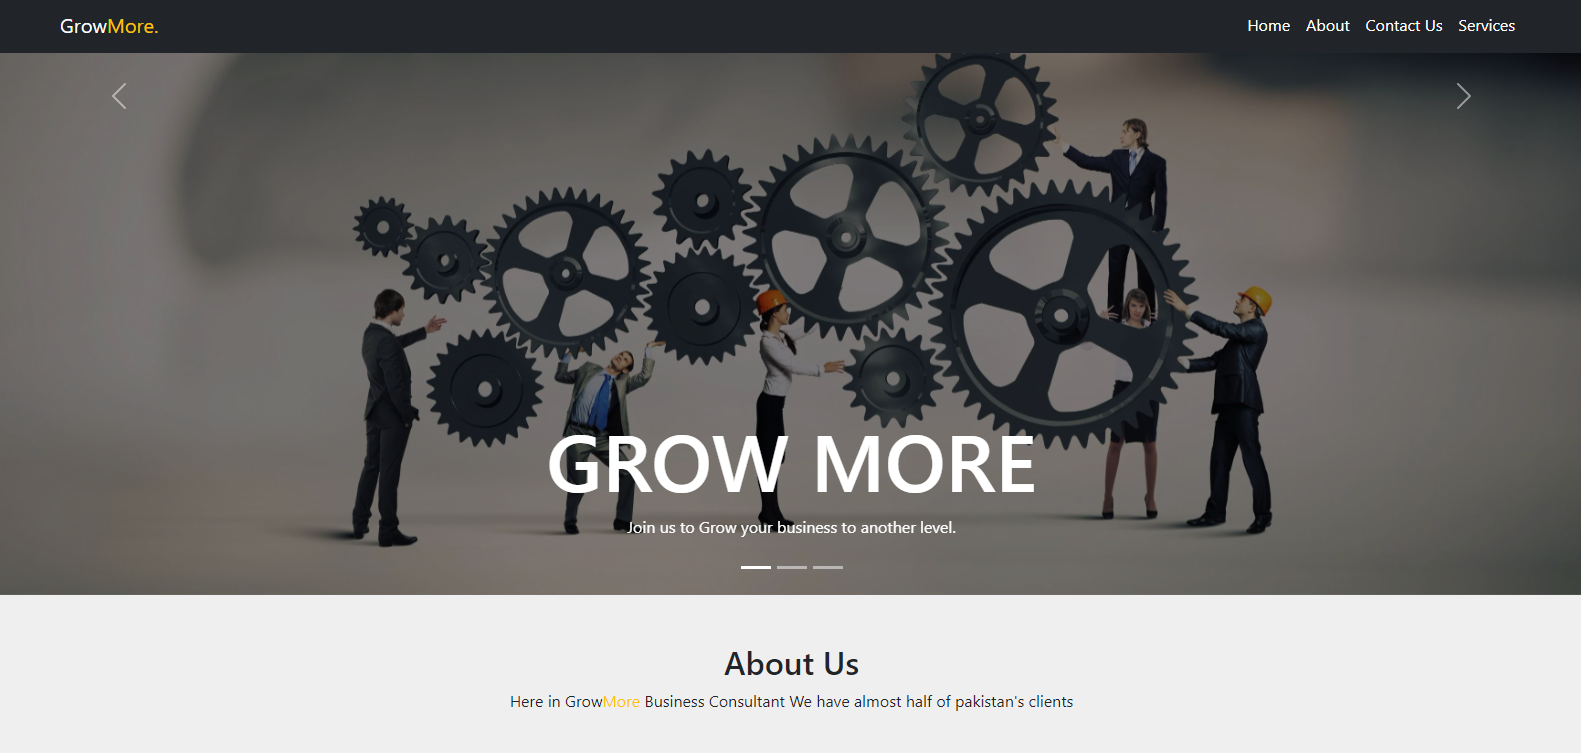 GrowMore.
Home About Contact Us Services
GROW MORE
Join us to Grow your business to another level.
About Us
Here in GrowMore Business Consultant We have almost half of pakistan's clients